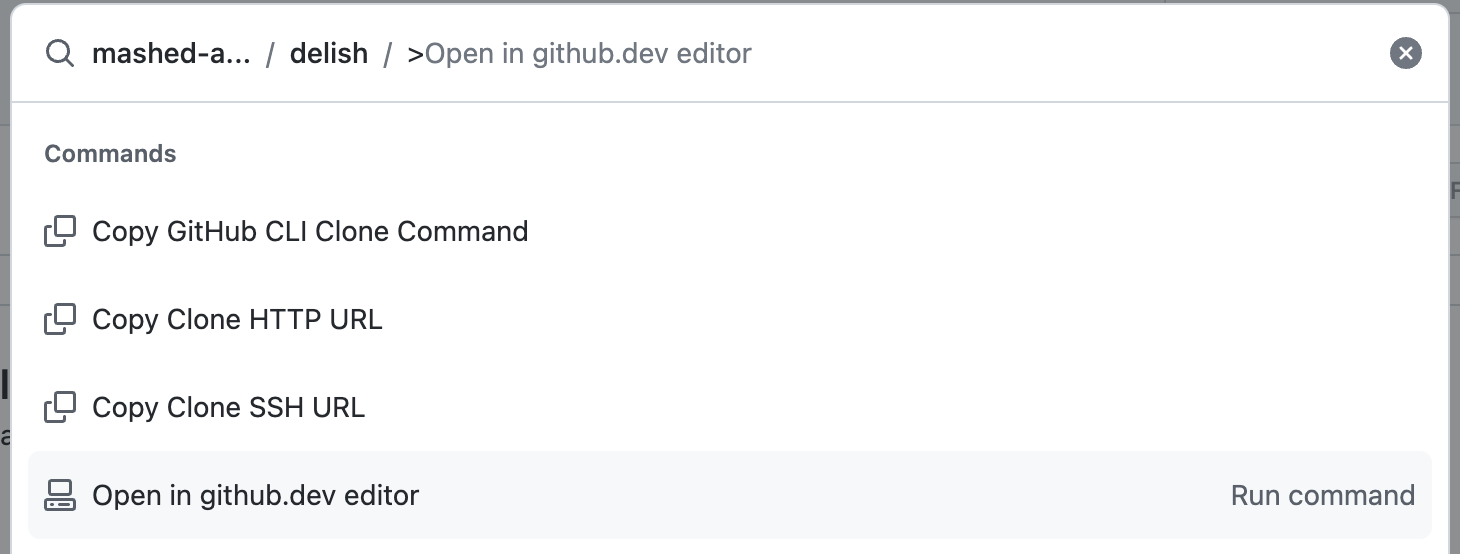 mashed-a... / delish / >Open in github.dev editor
Commands
Copy GitHub CLI Clone Command
Copy Clone HTTP URL
Copy Clone SSH URL
Open in github.dev editor Run command